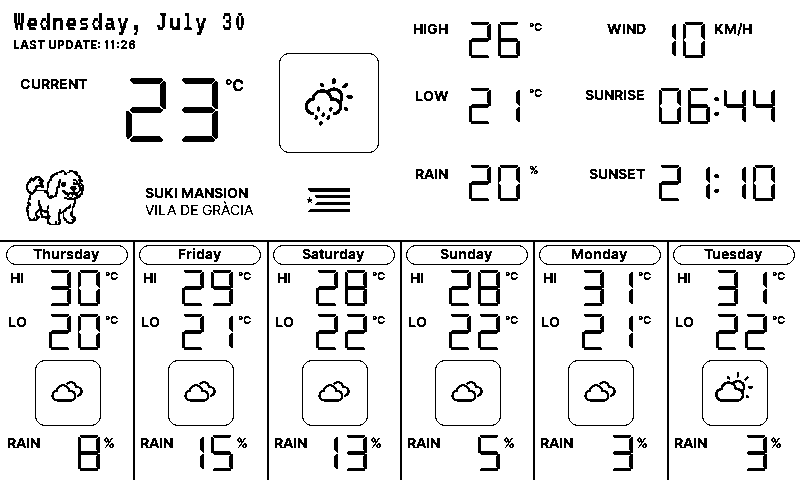 Wednesday, July 30
LAST UPDATE: 11:26
CURRENT 23 °C
SUKI MANSION
VILA DE GRÀCIA
HIGH 26 °C
LOW 21 °C
RAIN 20 %
WIND 10 KM/H
SUNRISE 06:44
SUNSET 21:10
Thursday
HI 30 °C
LO 20 °C
RAIN 8 %
Friday
HI 29 °C
LO 21 °C
RAIN 15 %
Saturday
HI 28 °C
LO 22 °C
RAIN 13 %
Sunday
HI 28 °C
LO 22 °C
RAIN 5 %
Monday
HI 31 °C
LO 21 °C
RAIN 3 %
Tuesday
HI 31 °C
LO 22 °C
RAIN 3 %